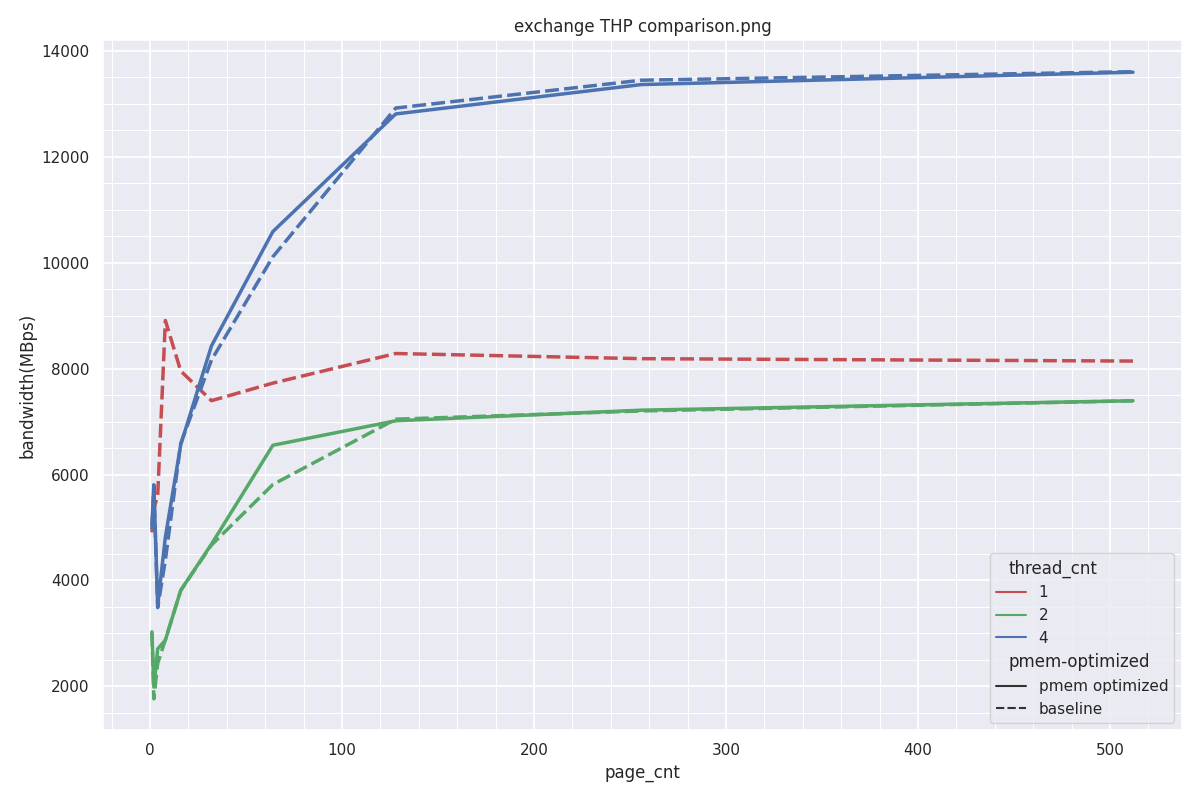 exchange THP comparison.png
14000
12000
10000
8000
6000
4000
2000
bandwidth(MBps)
0
100
200
300
400
500
page_cnt
thread_cnt
1
2
4
pmem-optimized
pmem optimized
baseline